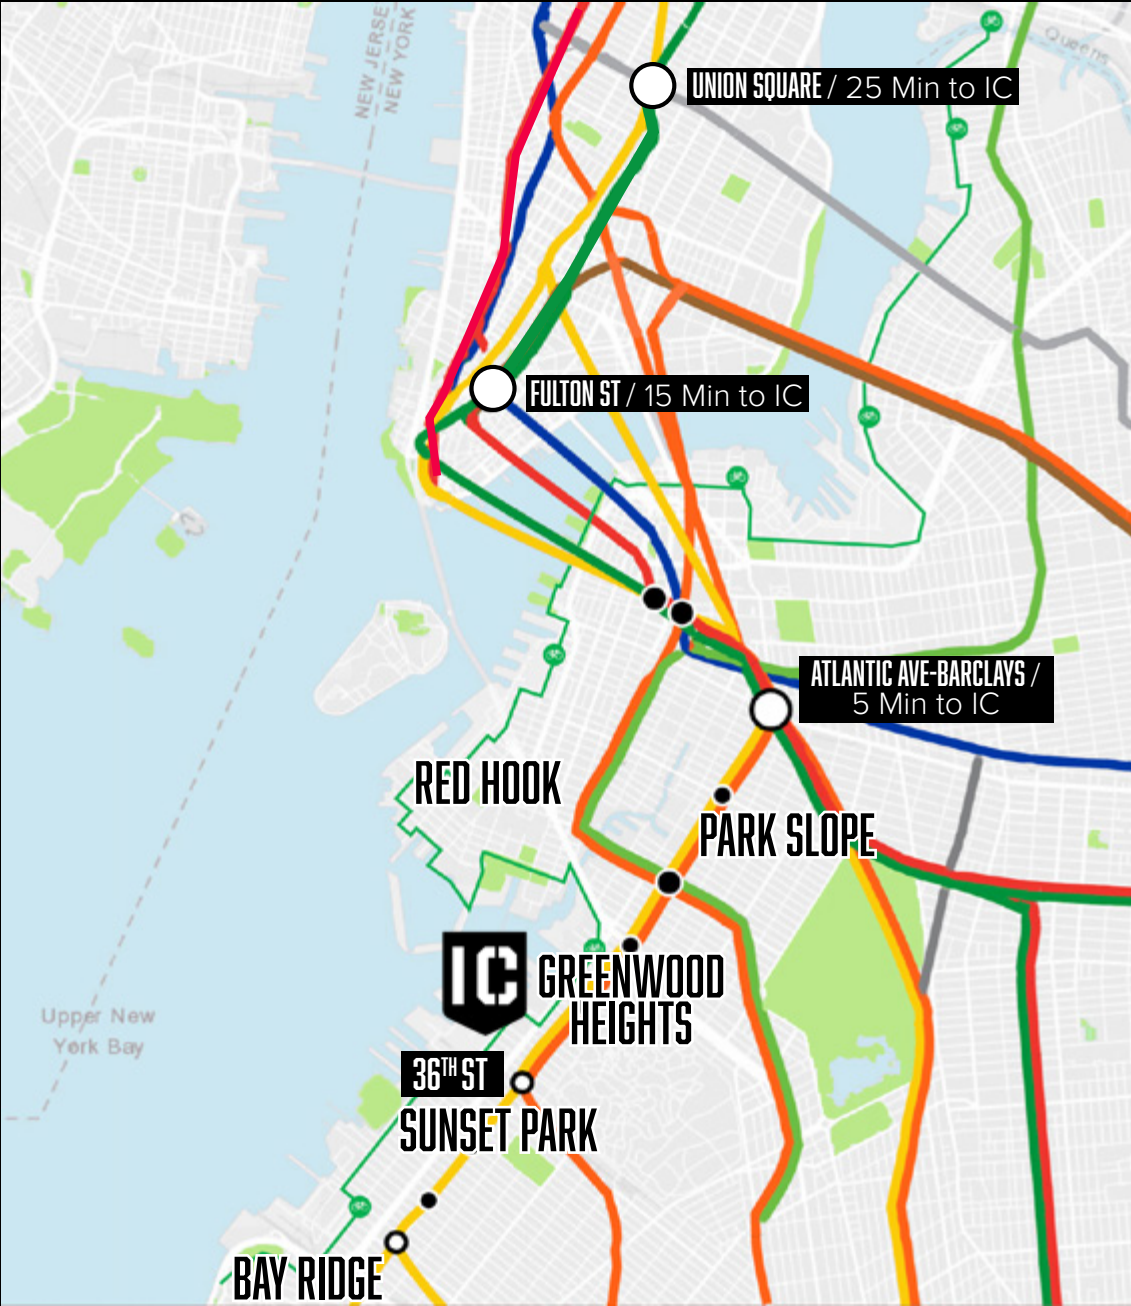 NEW JERSE
NEW YORK
Queens
UNION SQUARE / 25 Min to IC
FULTON ST / 15 Min to IC
ATLANTIC AVE-BARCLAYS /
5 Min to IC
RED HOOK
PARK SLOPE
IC
GREENWOOD
HEIGHTS
Upper New
York Bay
36TH ST
SUNSET PARK
BAY RIDGE